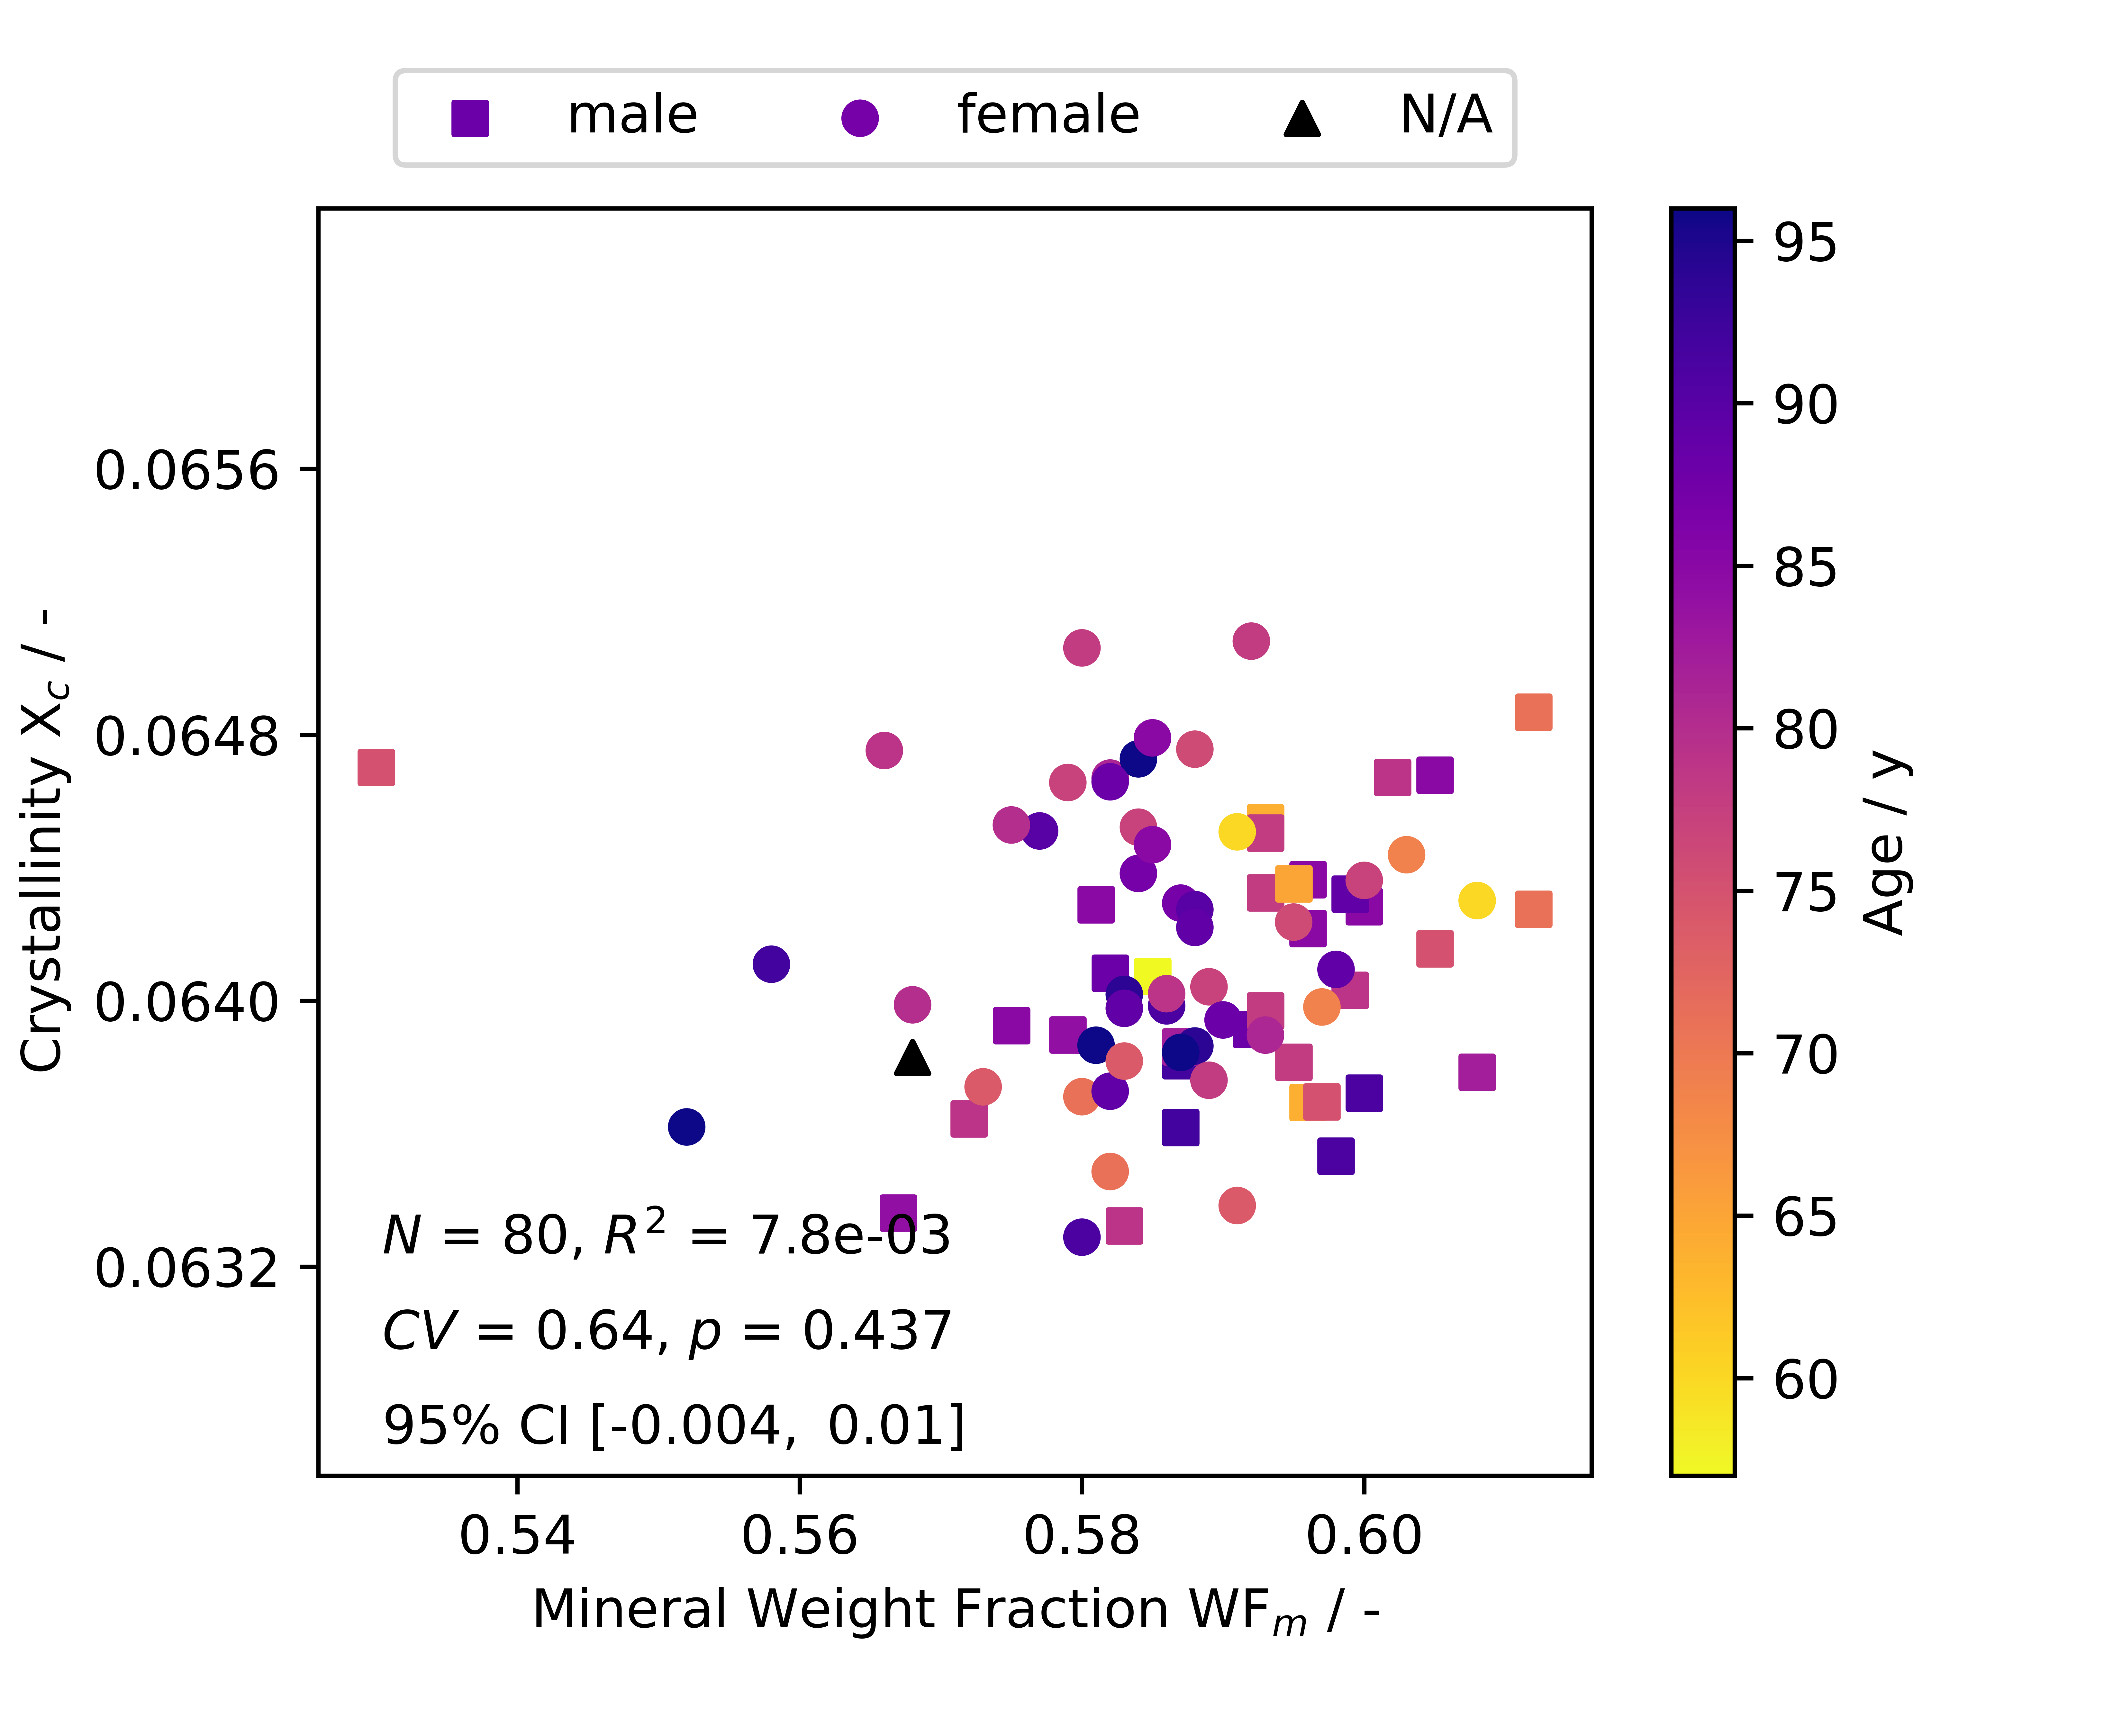 male female N/A
Crystallinity X_c / -
0.0656
0.0648
0.0640
0.0632
N = 80, R² = 7.8e-03
CV = 0.64, p = 0.437
95% CI [-0.004, 0.01]
0.54 0.56 0.58 0.60
Mineral Weight Fraction WF_m / -
95
90
85
80
75
70
65
60
Age / y